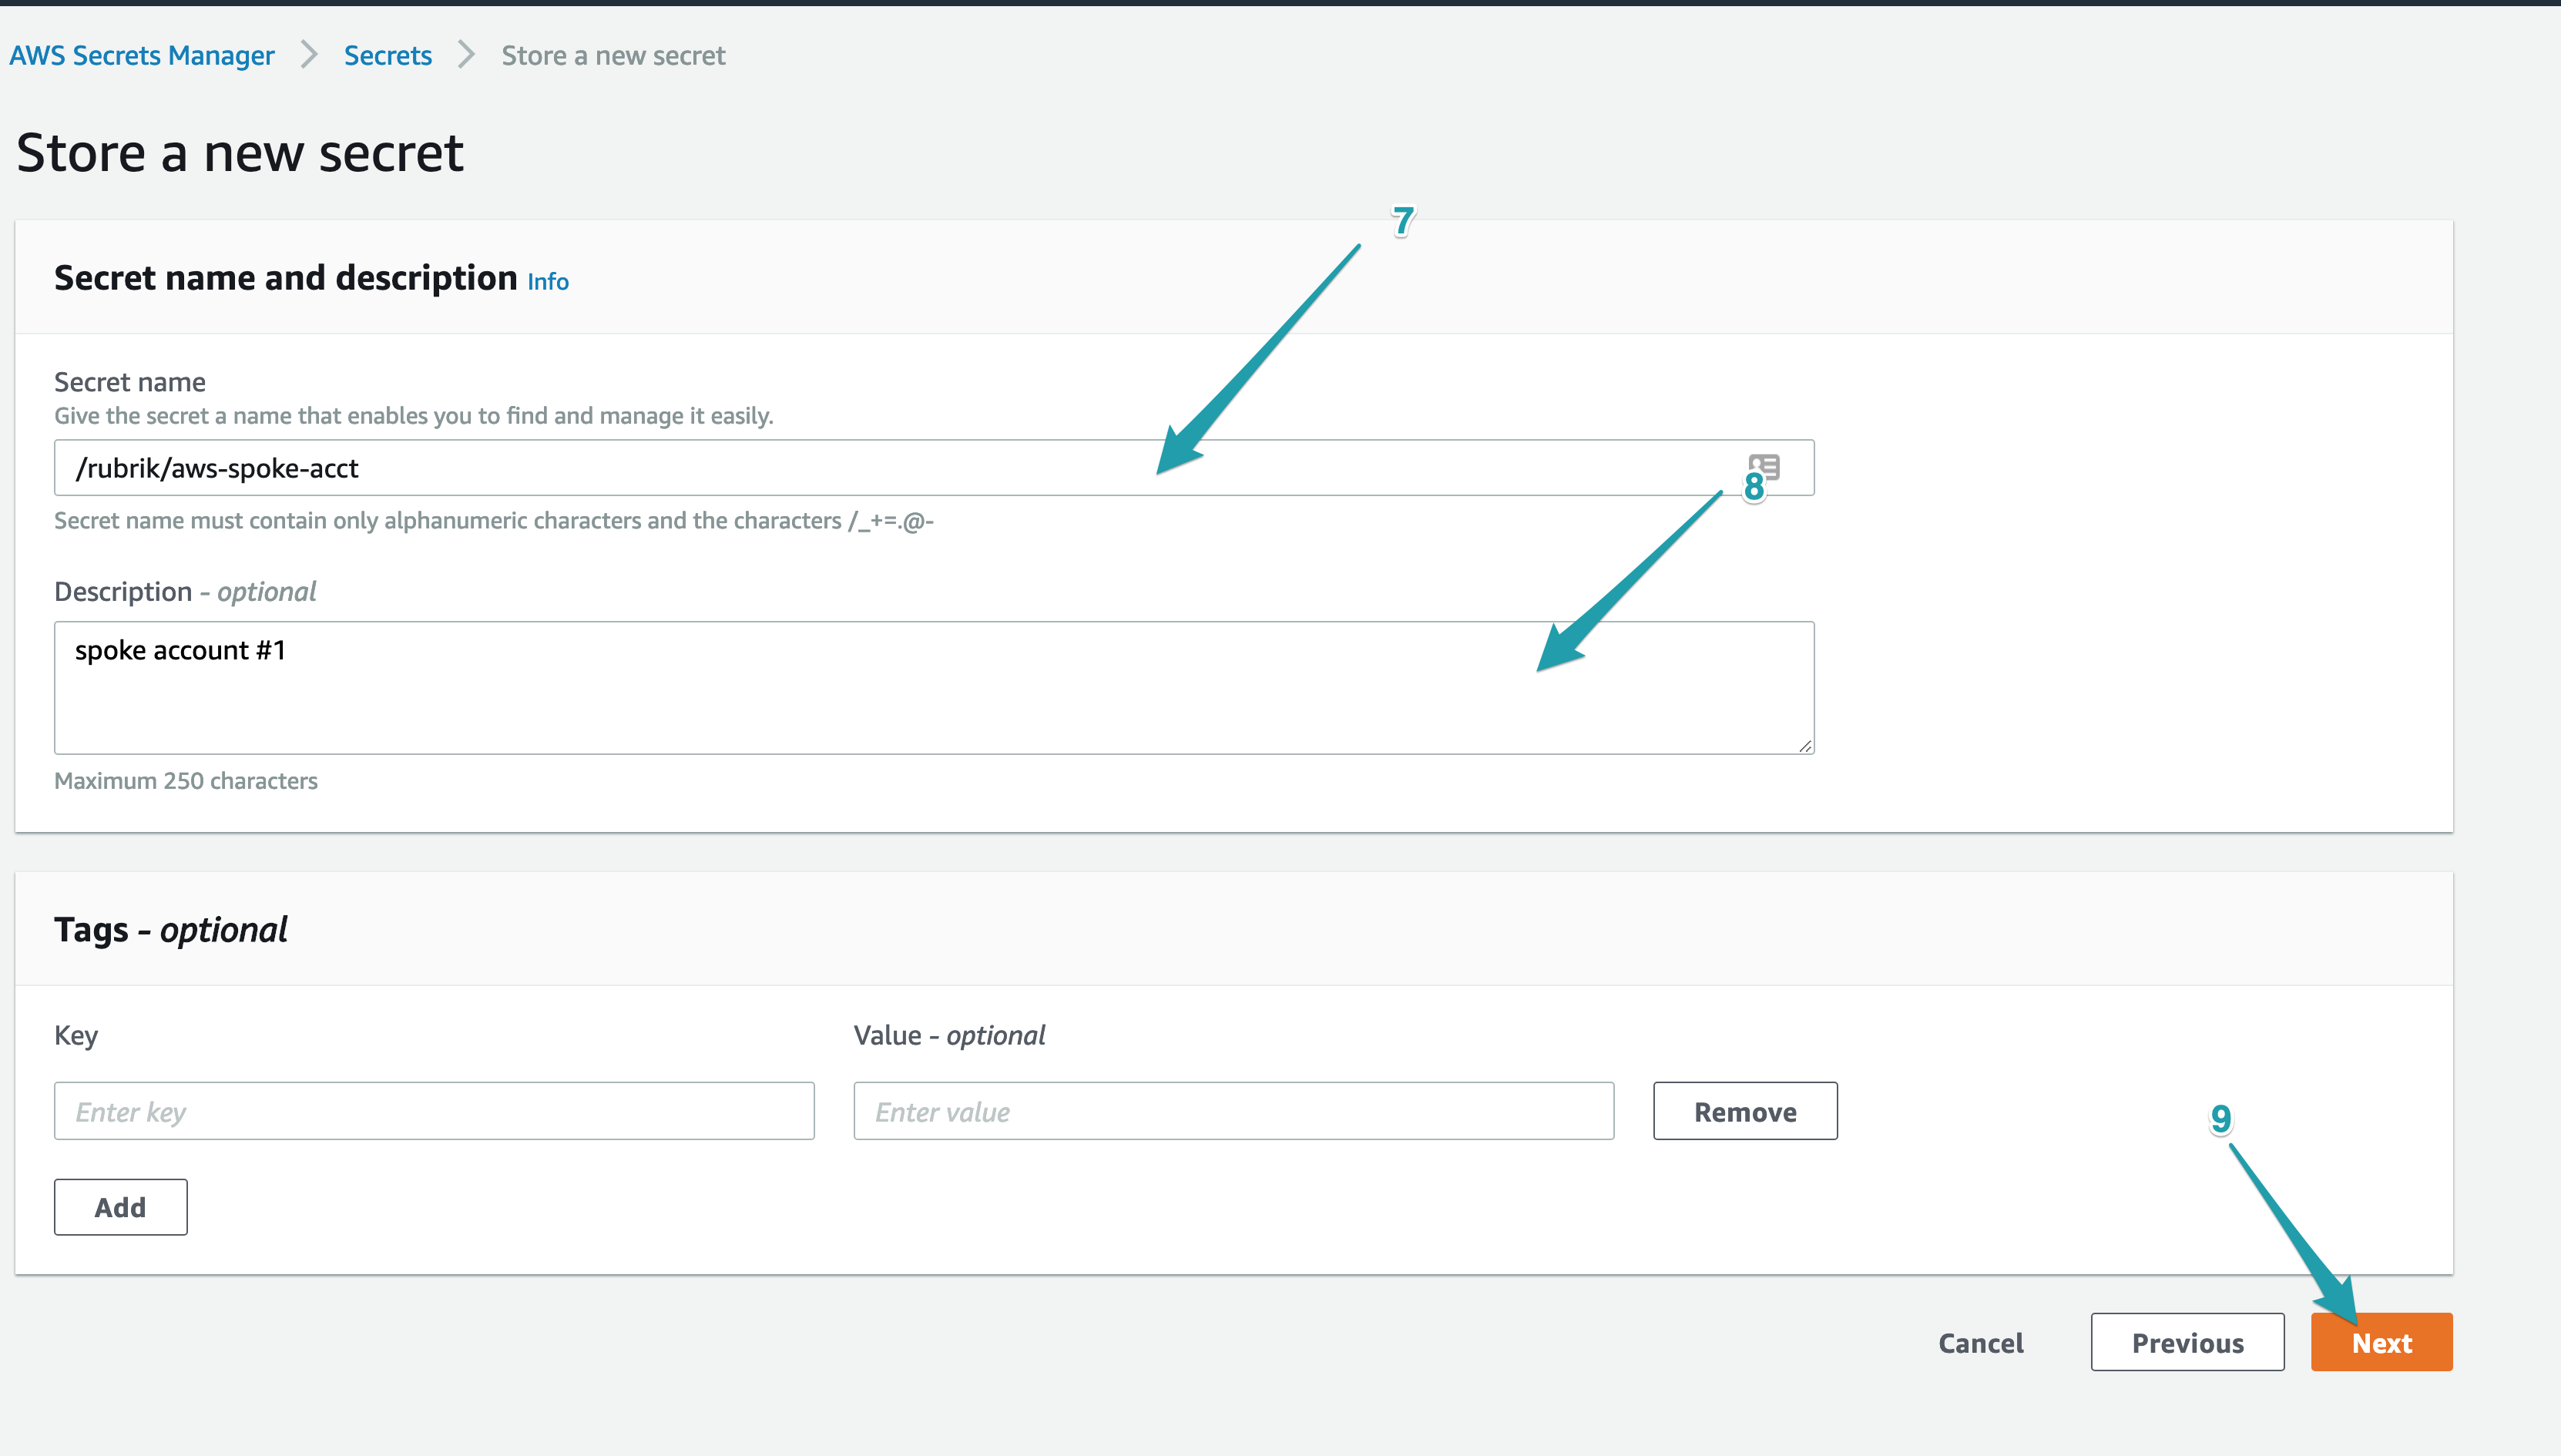 AWS Secrets Manager > Secrets > Store a new secret
Store a new secret
7
Secret name and description Info
Secret name
Give the secret a name that enables you to find and manage it easily.
/rubrik/aws-spoke-acct
8
Secret name must contain only alphanumeric characters and the characters /_+=.@-
Description - optional
spoke account #1
Maximum 250 characters
Tags - optional
Key Value - optional
Enter key Enter value Remove
9
Add
Cancel Previous Next